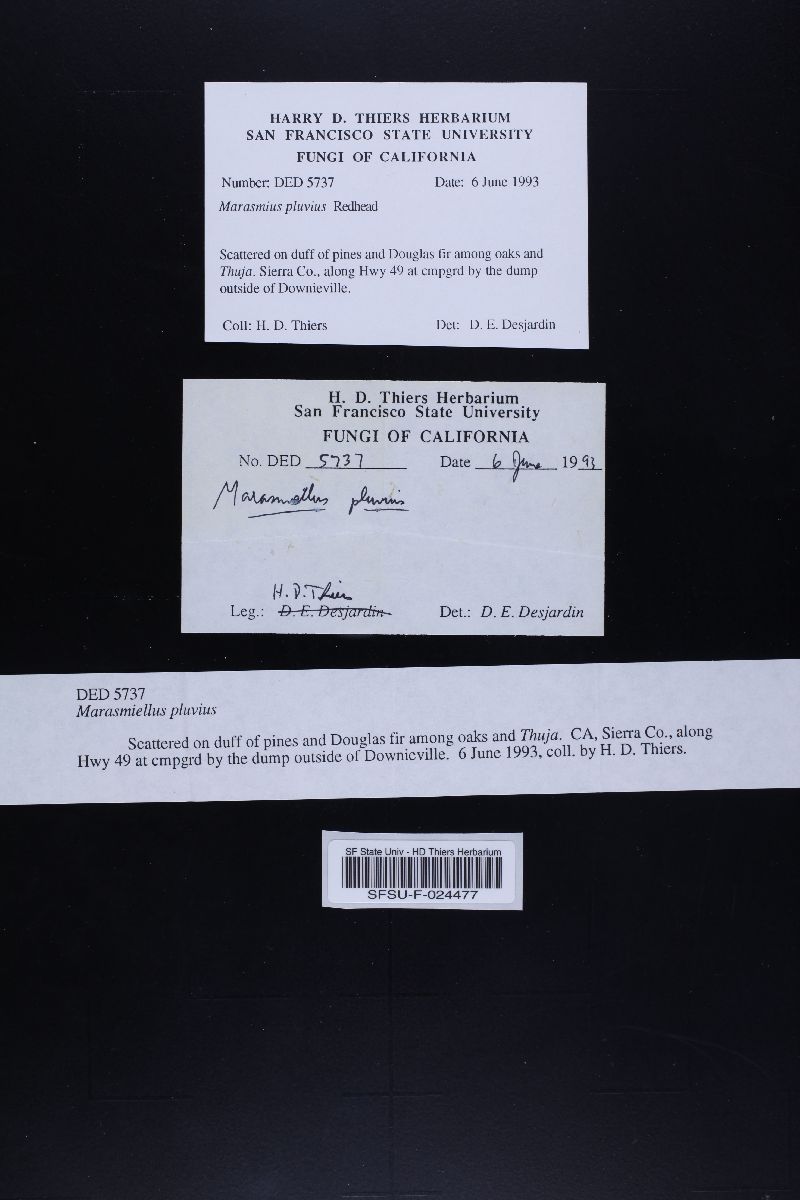 HARRY D. THIERS HERBARIUM
SAN FRANCISCO STATE UNIVERSITY
FUNGI OF CALIFORNIA
Number: DED 5737 Date: 6 June 1993
Marasmius pluvius Redhead
Scattered on duff of pines and Douglas fir among oaks and
Thuja. Sierra Co., along Hwy 49 at cmpgrd by the dump
outside of Downieville.
Coll: H. D. Thiers Det: D. E. Desjardin
H. D. Thiers Herbarium
San Francisco State University
FUNGI OF CALIFORNIA
No. DED 5737 Date 6 June 1993
Marasmiellus pluvius
H. D. Thiers
Leg.: D. E. Desjardin Det.: D. E. Desjardin
DED 5737
Marasmiellus pluvius
Scattered on duff of pines and Douglas fir among oaks and Thuja. CA, Sierra Co., along
Hwy 49 at cmpgrd by the dump outside of Downieville. 6 June 1993, coll. by H. D. Thiers.
SF State Univ - HD Thiers Herbarium
SFSU-F-024477